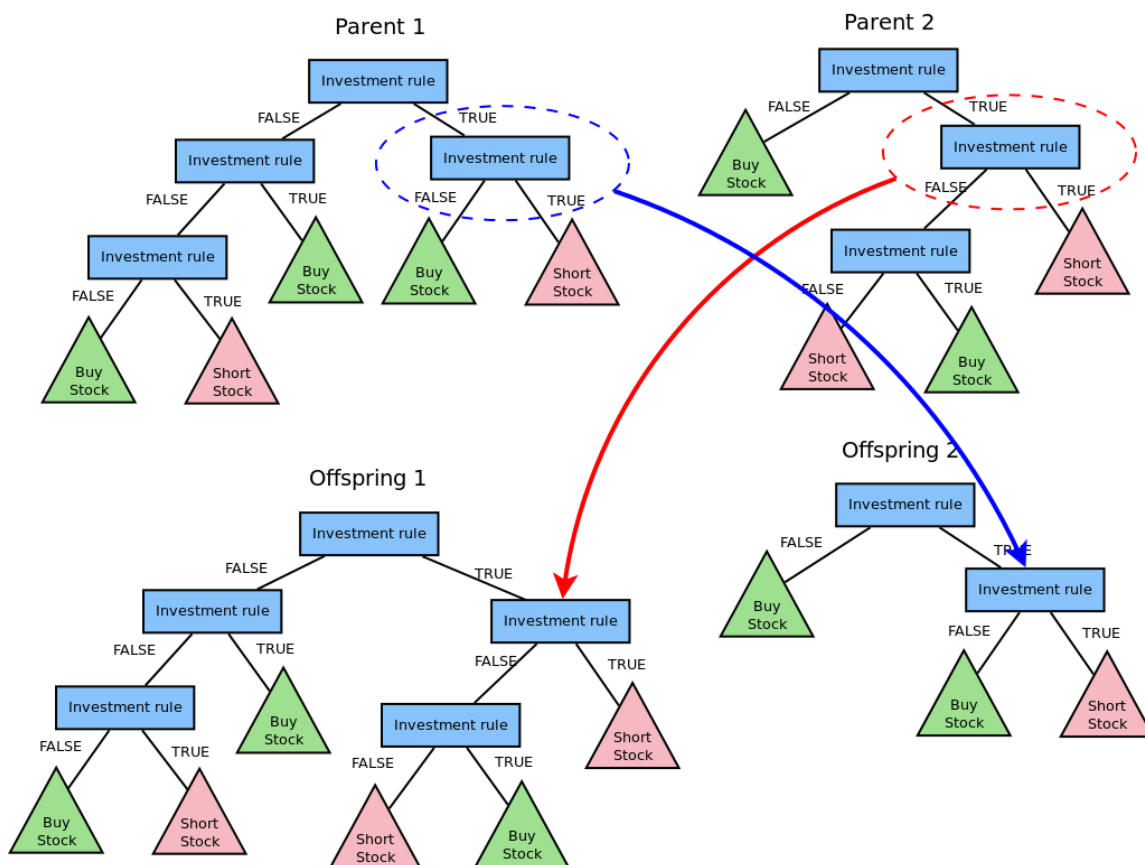 Parent 1
Investment rule
FALSE
TRUE
Investment rule
Investment rule
FALSE
TRUE
FALSE
TRUE
Investment rule
Buy
Stock
Buy
Stock
Short
Stock
FALSE
TRUE
Buy
Stock
Short
Stock
Parent 2
Investment rule
FALSE
TRUE
Buy
Stock
Investment rule
FALSE
TRUE
Investment rule
Short
Stock
FALSE
TRUE
Short
Stock
Buy
Stock
Offspring 1
Investment rule
FALSE
TRUE
Investment rule
Investment rule
FALSE
TRUE
FALSE
TRUE
Investment rule
Buy
Stock
Investment rule
Short
Stock
FALSE
TRUE
FALSE
TRUE
Buy
Stock
Short
Stock
Short
Stock
Buy
Stock
Offspring 2
Investment rule
FALSE
TRUE
Buy
Stock
Investment rule
FALSE
TRUE
Buy
Stock
Short
Stock